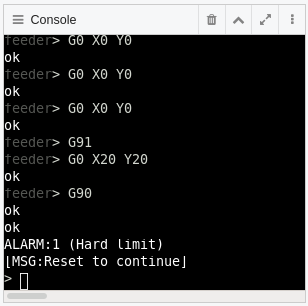 Console
feeder> G0 X0 Y0
ok
feeder> G0 X0 Y0
ok
feeder> G0 X0 Y0
ok
feeder> G91
feeder> G0 X20 Y20
ok
feeder> G90
ok
ok
ALARM:1 (Hard limit)
[MSG:Reset to continue]
>